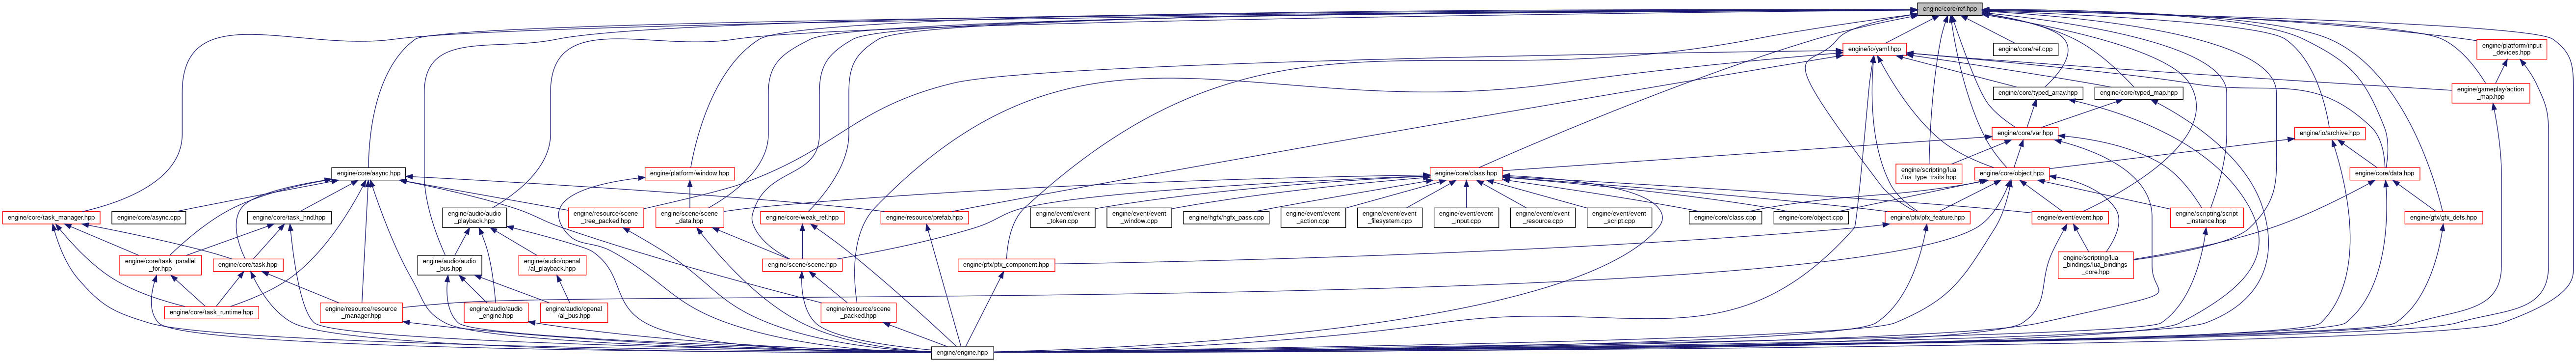 engine/core/ref.hpp
engine/io/yaml.hpp
engine/core/ref.cpp
engine/platform/input
_devices.hpp
engine/core/typed_array.hpp
engine/core/typed_map.hpp
engine/gameplay/action
_map.hpp
engine/core/var.hpp
engine/io/archive.hpp
engine/core/async.hpp
engine/platform/window.hpp
engine/core/class.hpp
engine/scripting/lua
/lua_type_traits.hpp
engine/core/object.hpp
engine/core/data.hpp
engine/core/task_manager.hpp
engine/core/async.cpp
engine/core/task_hnd.hpp
engine/audio/audio
_playback.hpp
engine/resource/scene
_tree_packed.hpp
engine/scene/scene
_data.hpp
engine/core/weak_ref.hpp
engine/resource/prefab.hpp
engine/event/event
_token.cpp
engine/event/event
_window.cpp
engine/hgfx/hgfx_pass.cpp
engine/event/event
_action.cpp
engine/event/event
_filesystem.cpp
engine/event/event
_input.cpp
engine/event/event
_resource.cpp
engine/event/event
_script.cpp
engine/core/class.cpp
engine/core/object.cpp
engine/pfx/pfx_feature.hpp
engine/event/event.hpp
engine/scripting/script
_instance.hpp
engine/gfx/gfx_defs.hpp
engine/core/task_parallel
_for.hpp
engine/core/task.hpp
engine/audio/audio
_bus.hpp
engine/audio/openal
/al_playback.hpp
engine/scene/scene.hpp
engine/pfx/pfx_component.hpp
engine/scripting/lua
_bindings/lua_bindings
_core.hpp
engine/core/task_runtime.hpp
engine/resource/resource
_manager.hpp
engine/audio/audio
_engine.hpp
engine/audio/openal
/al_bus.hpp
engine/resource/scene
_packed.hpp
engine/engine.hpp